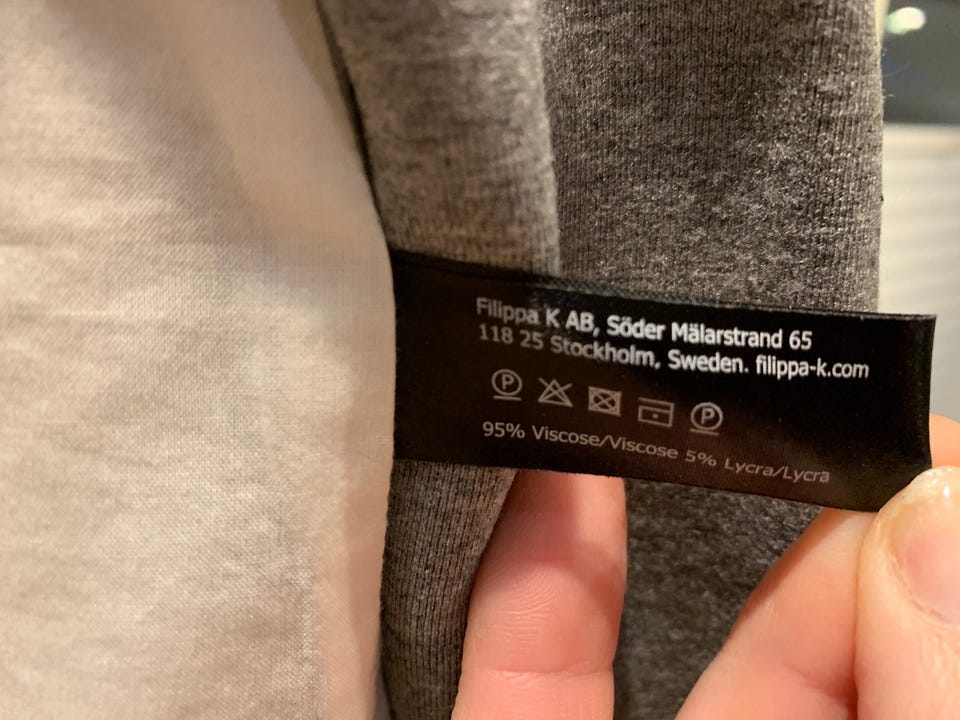 Filippa K AB, Söder Mälarstrand 65
118 25 Stockholm, Sweden. filippa-k.com
P P
95% Viscose/Viscose 5% Lycra/Lycra